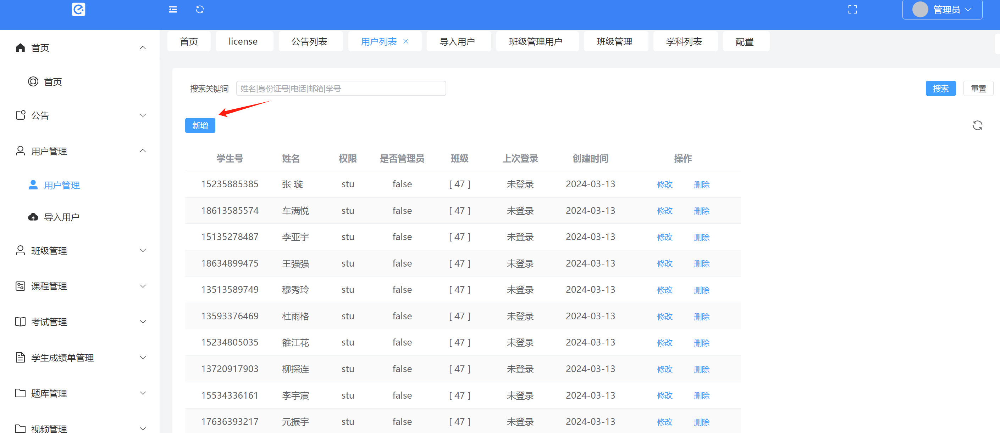 管理员
首页 license 公告列表 用户列表 导入用户 班级管理用户 班级管理 学科列表 配置
首页
首页
公告
用户管理
用户管理
导入用户
班级管理
课程管理
考试管理
学生成绩单管理
题库管理
视频管理
搜索关键词 姓名|身份证号|电话|邮箱|学号 搜索 重置
新增
学生号 姓名 权限 是否管理员 班级 上次登录 创建时间 操作
15235885385 张 璇 stu false [ 47 ] 未登录 2024-03-13 修改 删除
18613585574 车满悦 stu false [ 47 ] 未登录 2024-03-13 修改 删除
15135278487 李亚宇 stu false [ 47 ] 未登录 2024-03-13 修改 删除
18634899475 王强强 stu false [ 47 ] 未登录 2024-03-13 修改 删除
13513589749 穆秀玲 stu false [ 47 ] 未登录 2024-03-13 修改 删除
13593376469 杜雨格 stu false [ 47 ] 未登录 2024-03-13 修改 删除
15234805035 雒江花 stu false [ 47 ] 未登录 2024-03-13 修改 删除
13720917903 柳探连 stu false [ 47 ] 未登录 2024-03-13 修改 删除
15534336161 李宇宸 stu false [ 47 ] 未登录 2024-03-13 修改 删除
17636393217 元振宇 stu false [ 47 ] 未登录 2024-03-13 修改 删除